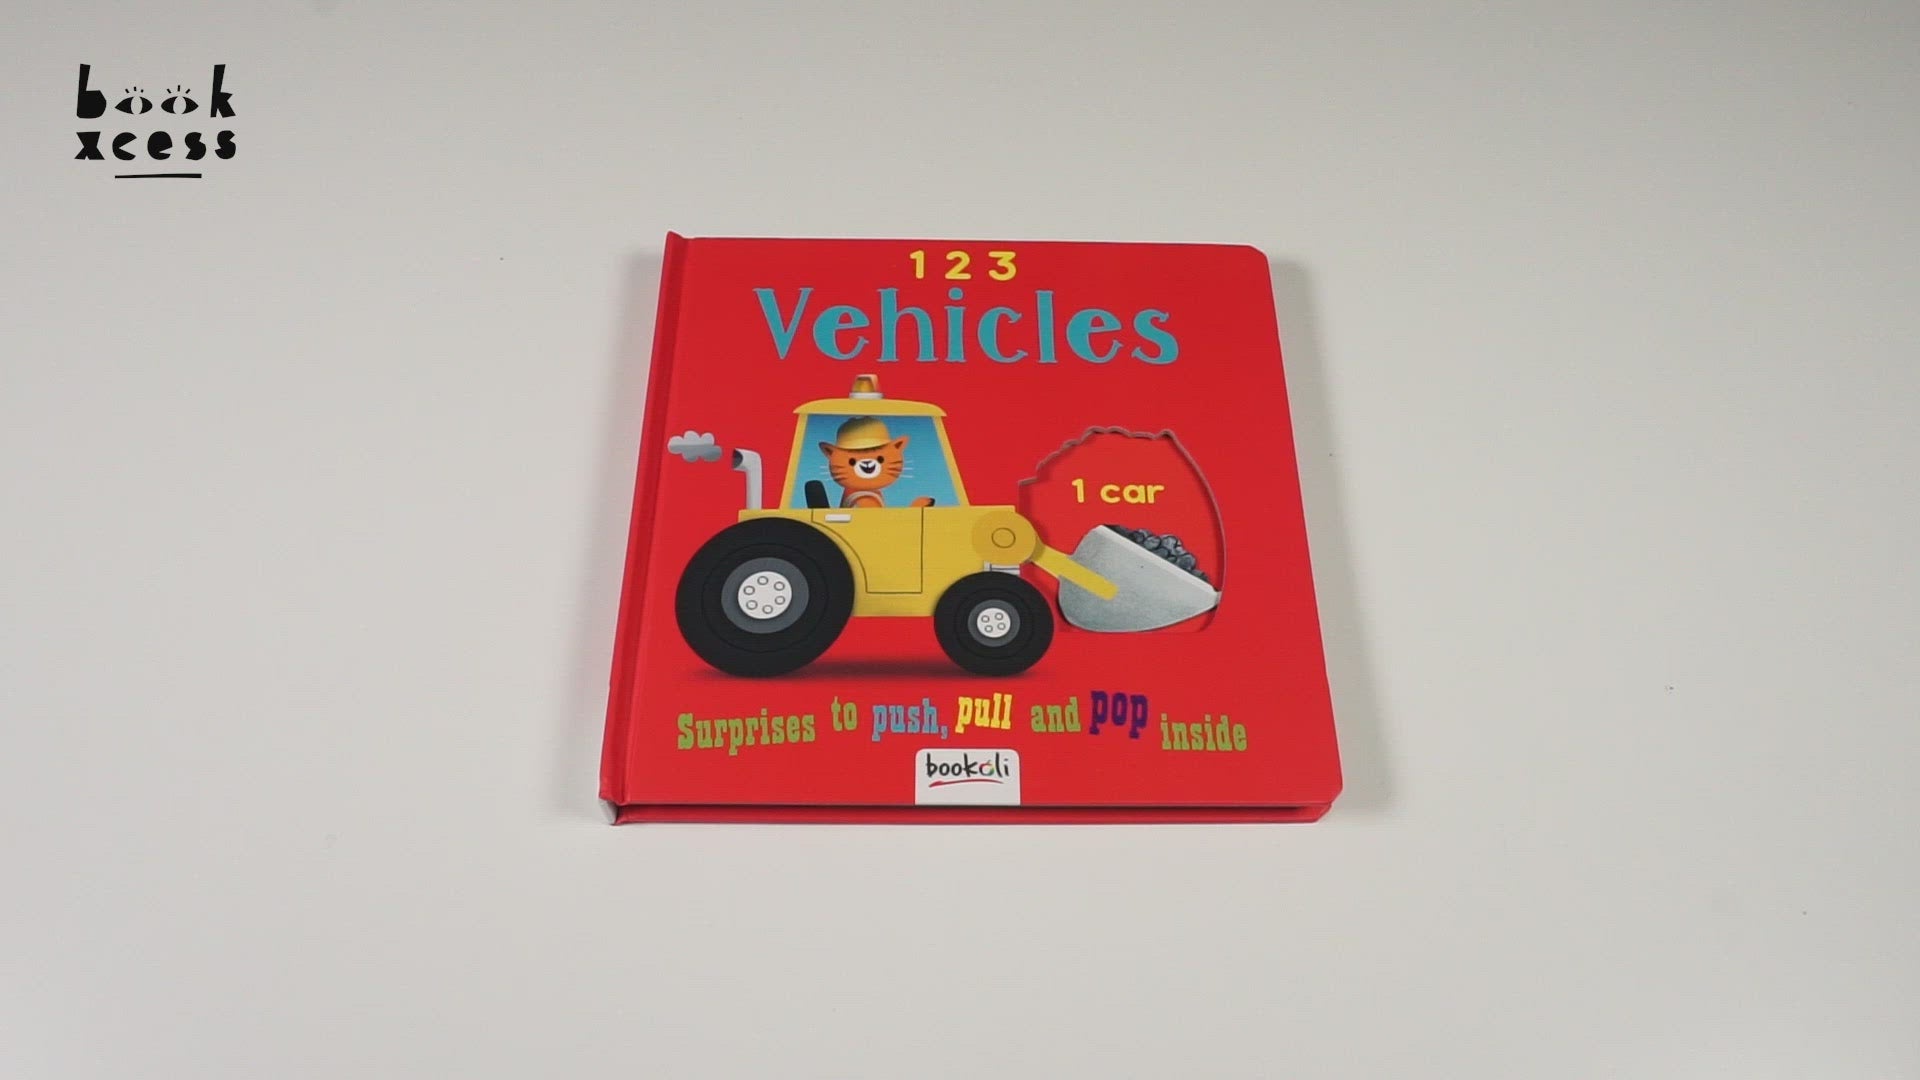 book
xcess
1 2 3
Vehicles
1 car
Surprises to push, pull and pop inside
bookoli